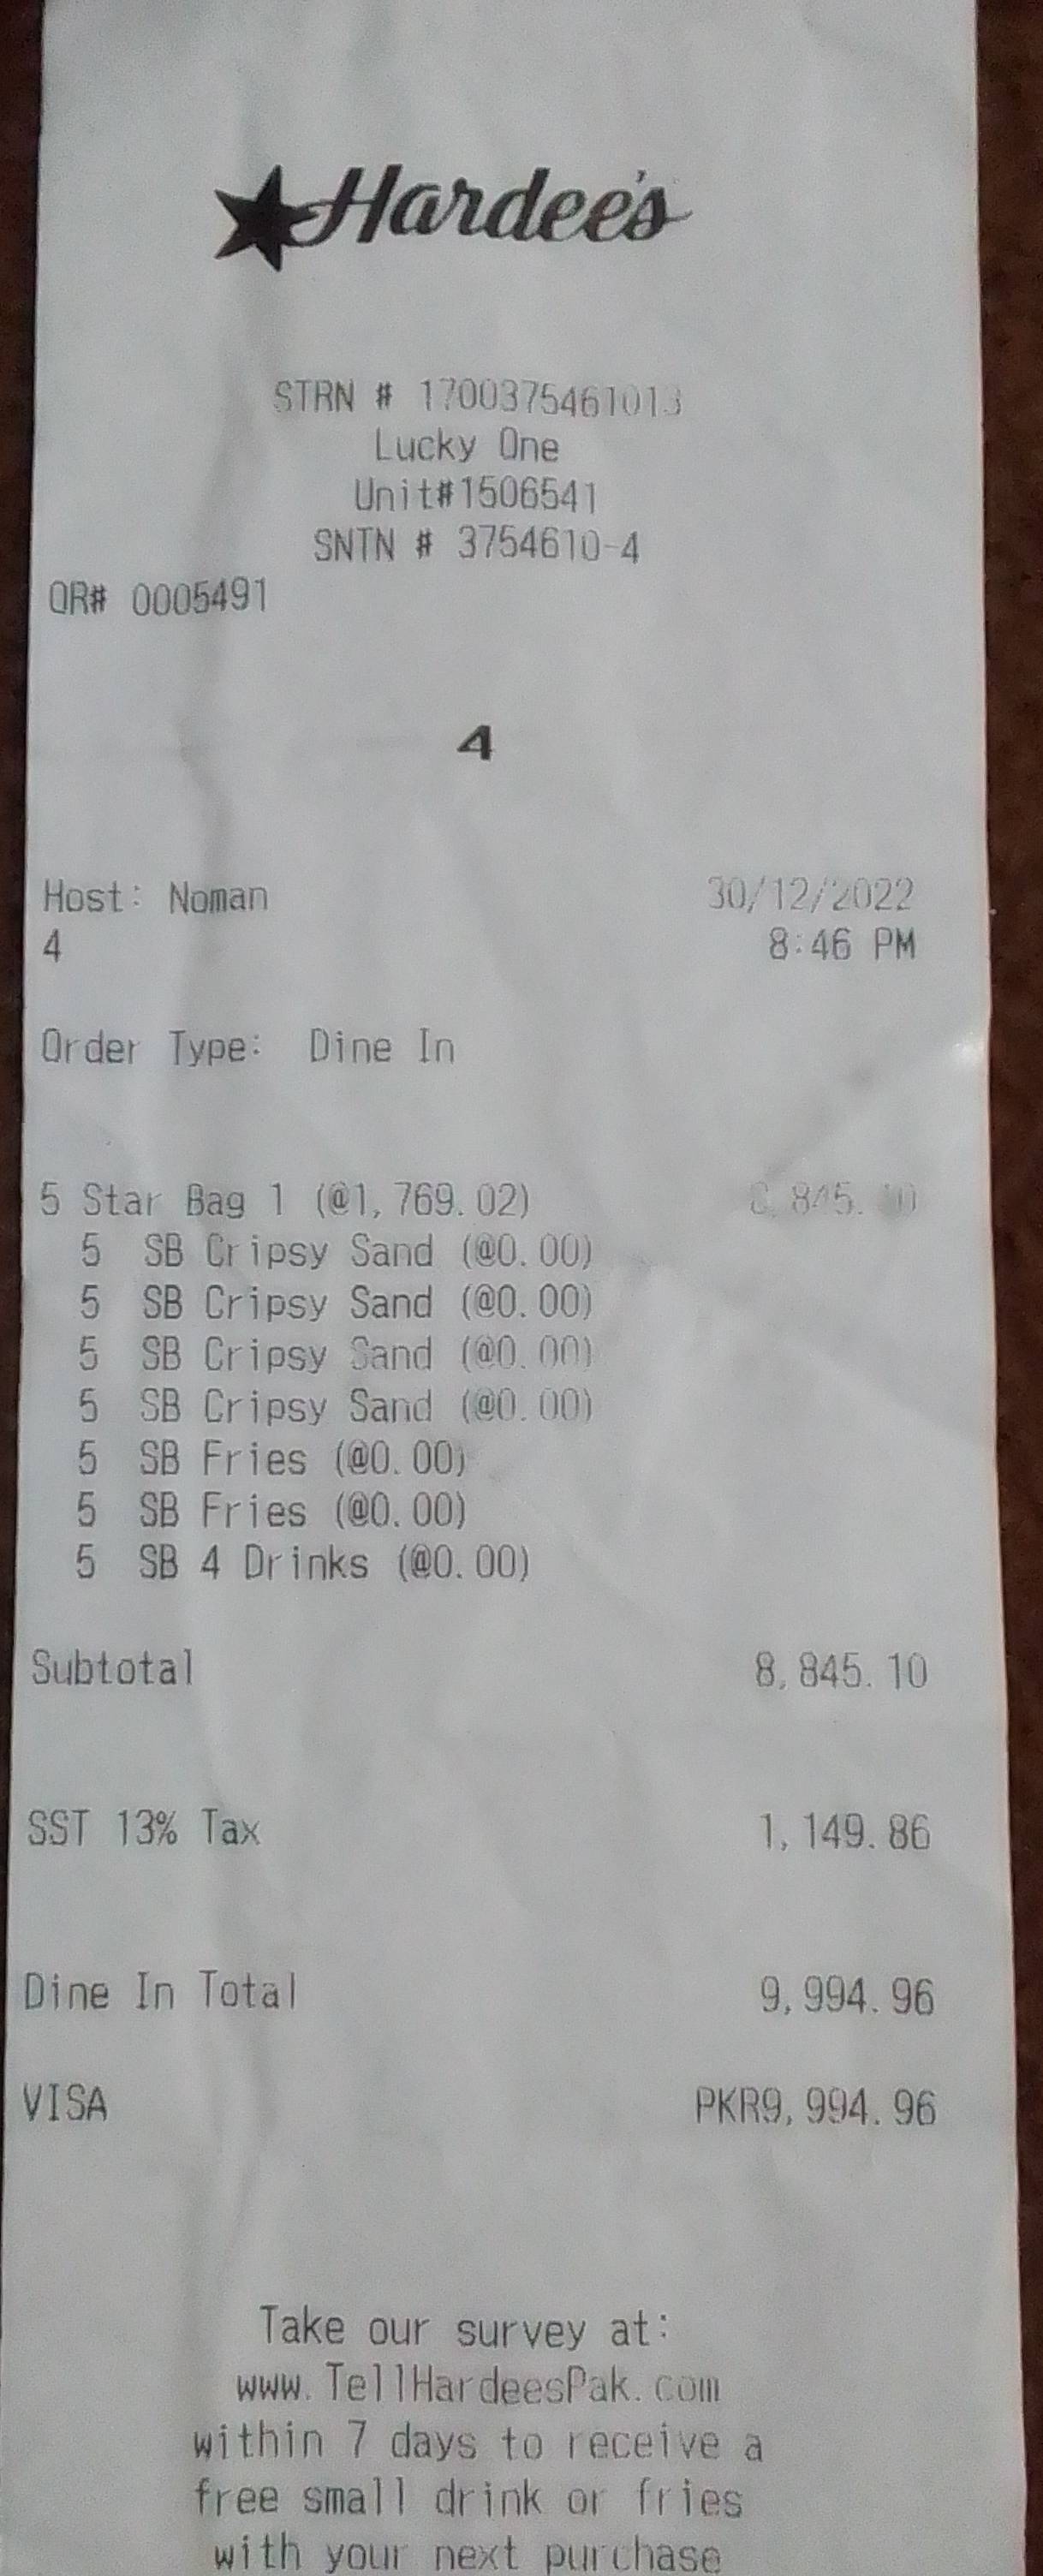 Hardee's
STRN # 1700375461013
Lucky One
Unit#1506541
SNTN # 3754610-4
QR# 0005491
4
Host: Noman 30/12/2022
4 8:46 PM
Order Type: Dine In
5 Star Bag 1 (@1,769.02) 8,845.10
5 SB Cripsy Sand (@0.00)
5 SB Cripsy Sand (@0.00)
5 SB Cripsy Sand (@0.00)
5 SB Cripsy Sand (@0.00)
5 SB Fries (@0.00)
5 SB Fries (@0.00)
5 SB 4 Drinks (@0.00)
Subtotal 8,845.10
SST 13% Tax 1,149.86
Dine In Total 9,994.96
VISA PKR9,994.96
Take our survey at:
www.TellHardeesPak.com
within 7 days to receive a
free small drink or fries
with your next purchase